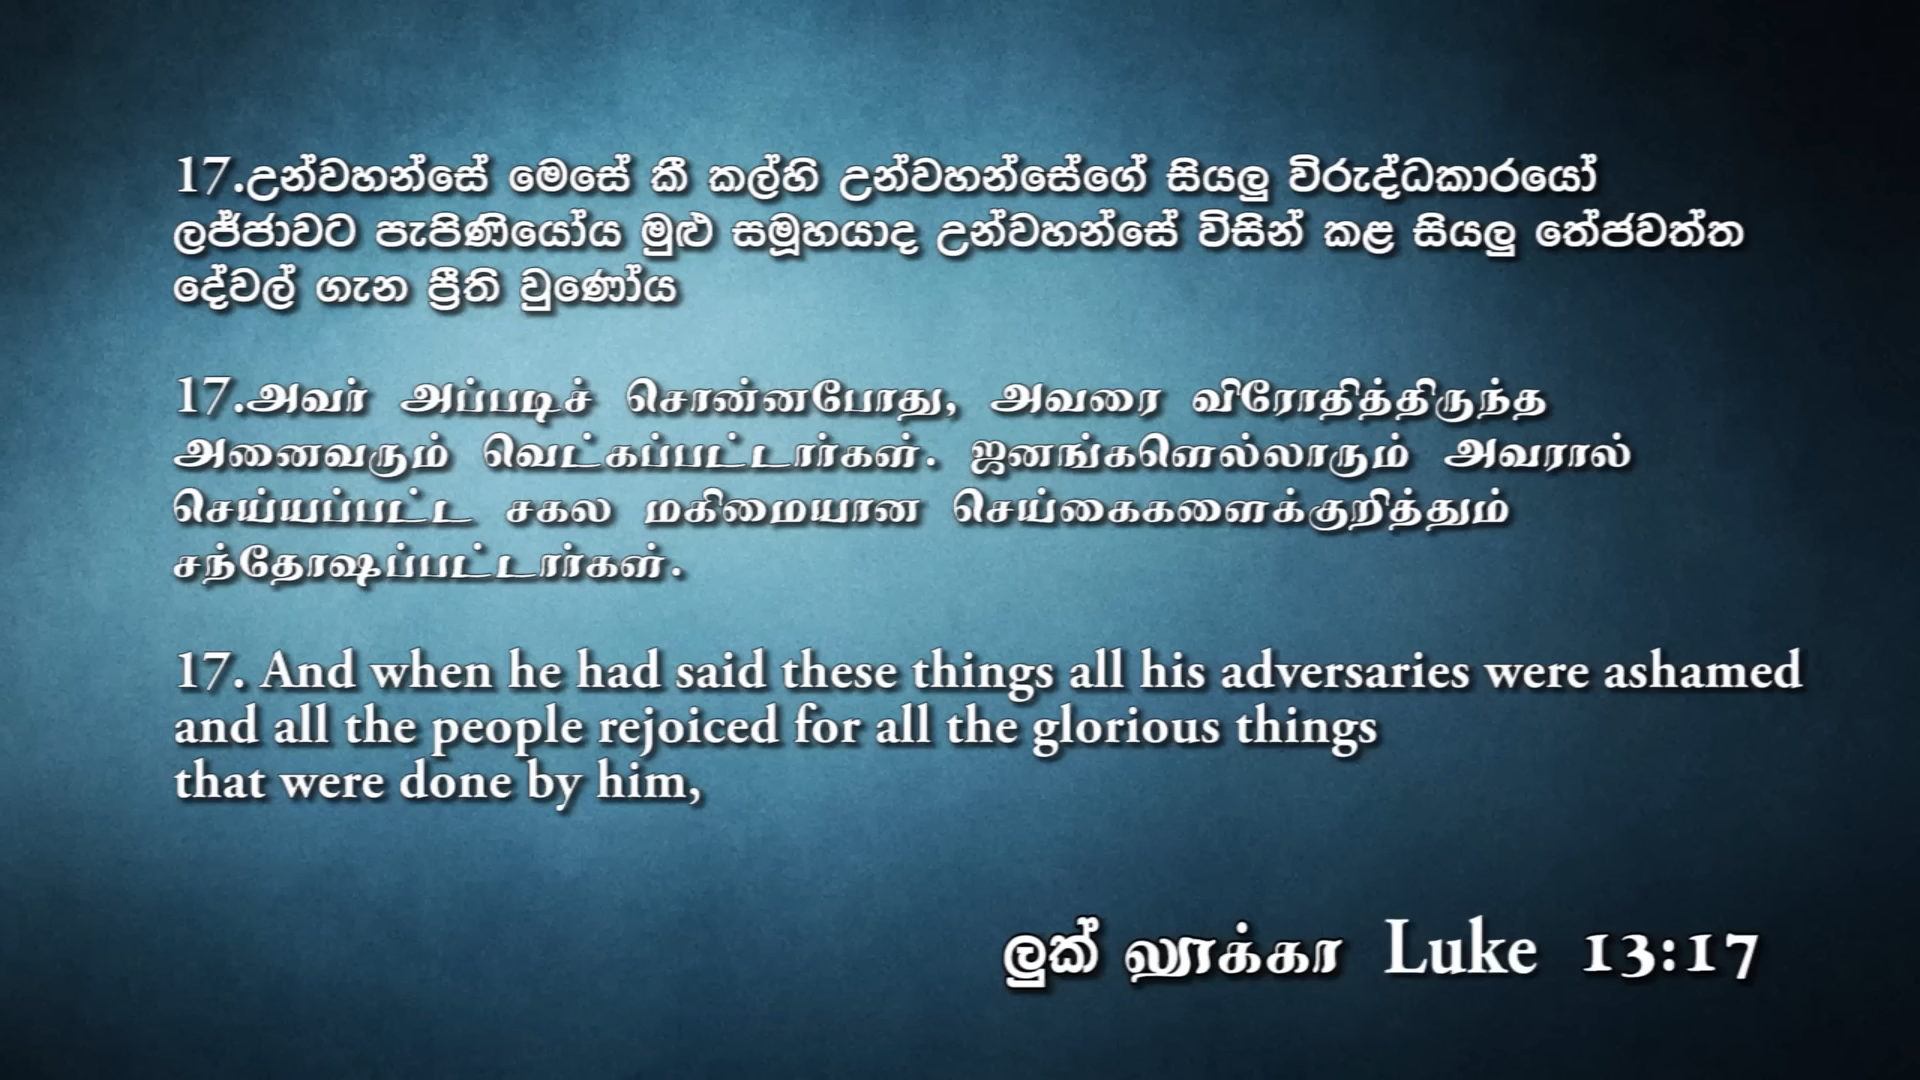 17.උන්වහන්සේ මෙසේ කී කල්හි උන්වහන්සේගේ සියලු විරුද්ධකාරයෝ
ලජ්ජාවට පැපිණියෝය මුළු සමූහයාද උන්වහන්සේ විසින් කළ සියලු තේජවත්ත
දේවල් ගැන ප්‍රීති වුණෝය
17.அவர் அப்படிச் சொன்னபோது, அவரை விரோதித்திருந்த
அனைவரும் வெட்கப்பட்டார்கள். ஜனங்களெல்லாரும் அவரால்
செய்யப்பட்ட சகல மகிமையான செய்கைகளைக்குறித்தும்
சந்தோஷப்பட்டார்கள்.
17. And when he had said these things all his adversaries were ashamed
and all the people rejoiced for all the glorious things
that were done by him,
ලුක් லூக்கா Luke 13:17